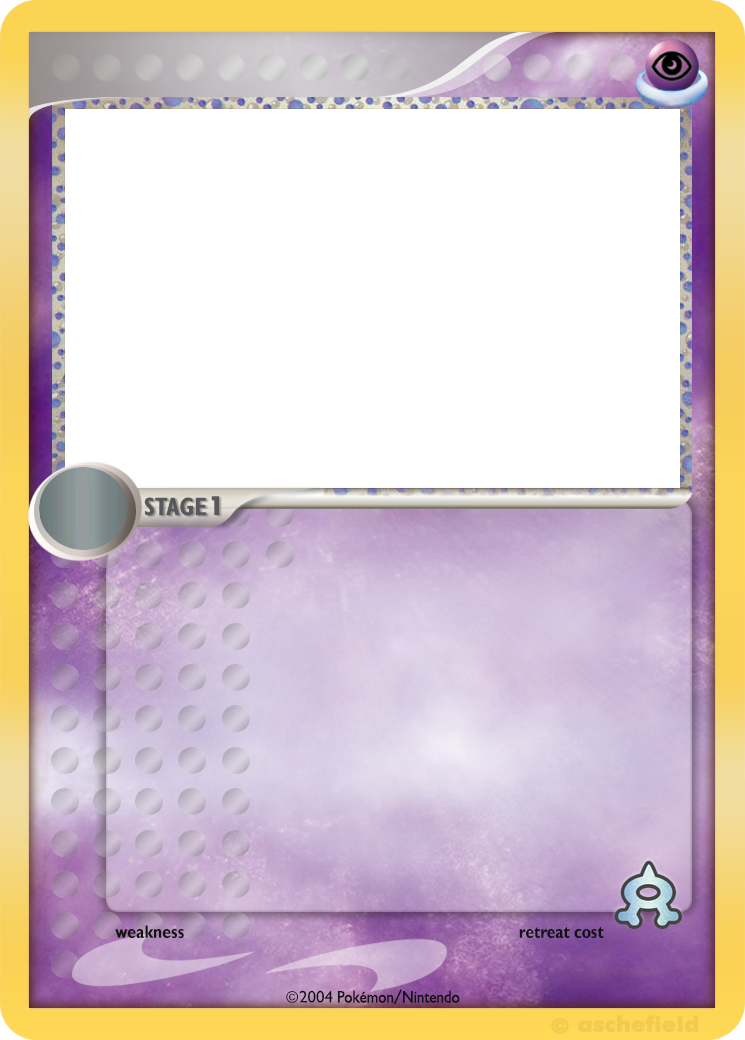 STAGE 1
weakness
retreat cost
©2004 Pokémon/Nintendo
© aschefield